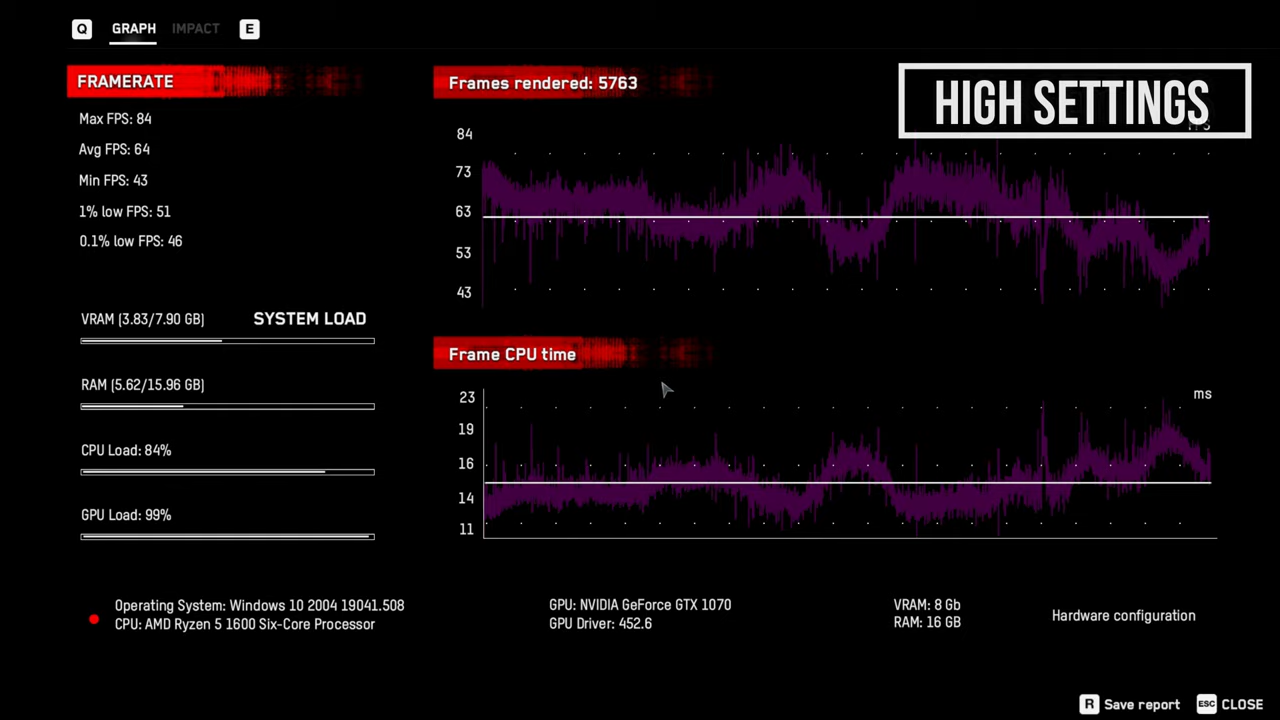 Q GRAPH IMPACT E
FRAMERATE
Max FPS: 84
Avg FPS: 64
Min FPS: 43
1% low FPS: 51
0.1% low FPS: 46
VRAM (3.83/7.90 GB) SYSTEM LOAD
RAM (5.62/15.96 GB)
CPU Load: 84%
GPU Load: 99%
Frames rendered: 5763
HIGH SETTINGS
84
73
63
53
43
Frame CPU time
ms
23
19
16
14
11
Operating System: Windows 10 2004 19041.508
CPU: AMD Ryzen 5 1600 Six-Core Processor
GPU: NVIDIA GeForce GTX 1070
GPU Driver: 452.6
VRAM: 8 Gb
RAM: 16 GB
Hardware configuration
R Save report ESC CLOSE